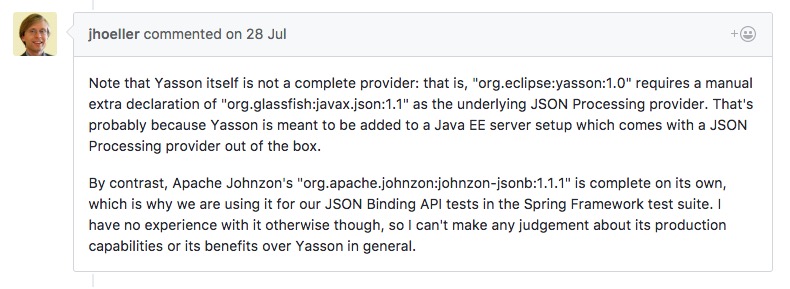 jhoeller commented on 28 Jul
Note that Yasson itself is not a complete provider: that is, "org.eclipse:yasson:1.0" requires a manual
extra declaration of "org.glassfish:javax.json:1.1" as the underlying JSON Processing provider. That's
probably because Yasson is meant to be added to a Java EE server setup which comes with a JSON
Processing provider out of the box.
By contrast, Apache Johnzon's "org.apache.johnzon:johnzon-jsonb:1.1.1" is complete on its own,
which is why we are using it for our JSON Binding API tests in the Spring Framework test suite. I
have no experience with it otherwise though, so I can't make any judgement about its production
capabilities or its benefits over Yasson in general.